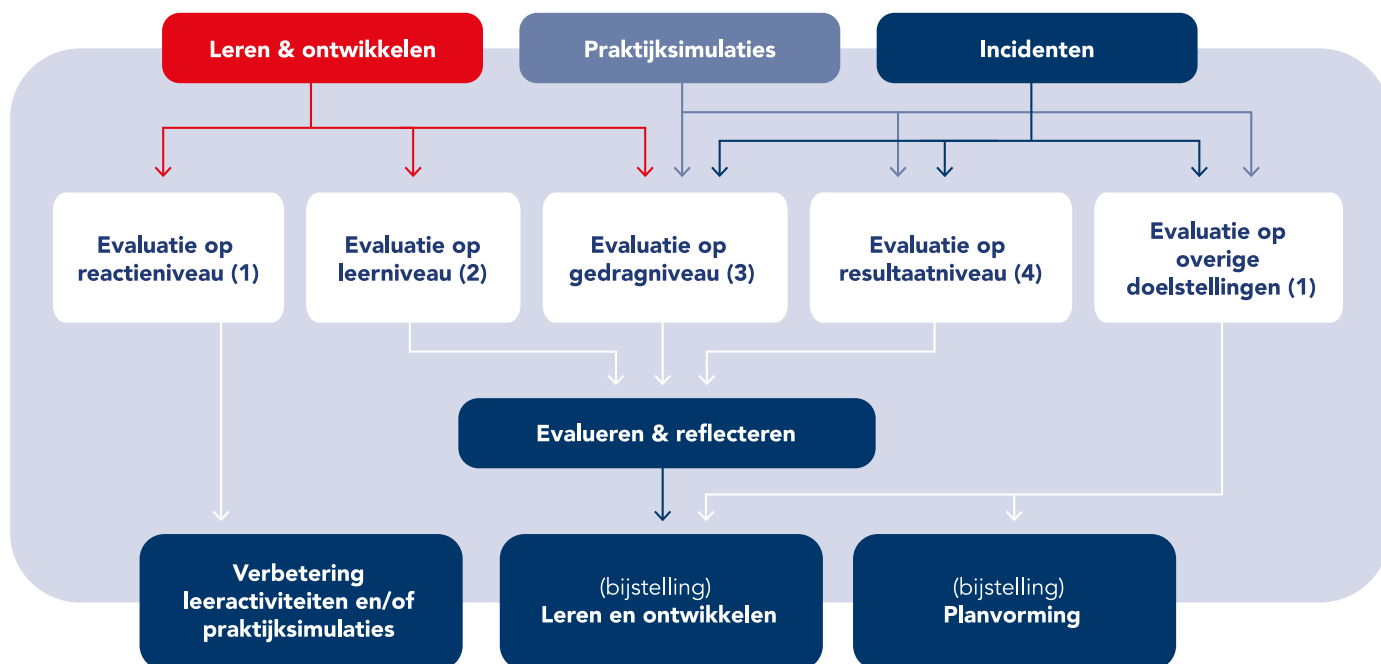 Leren & ontwikkelen
Praktijksimulaties
Incidenten
Evaluatie op
reactieniveau (1)
Evaluatie op
leerniveau (2)
Evaluatie op
gedragniveau (3)
Evaluatie op
resultaatniveau (4)
Evaluatie op
overige
doelstellingen (1)
Evalueren & reflecteren
Verbetering
leeractiviteiten en/of
praktijksimulaties
(bijstelling)
Leren en ontwikkelen
(bijstelling)
Planvorming